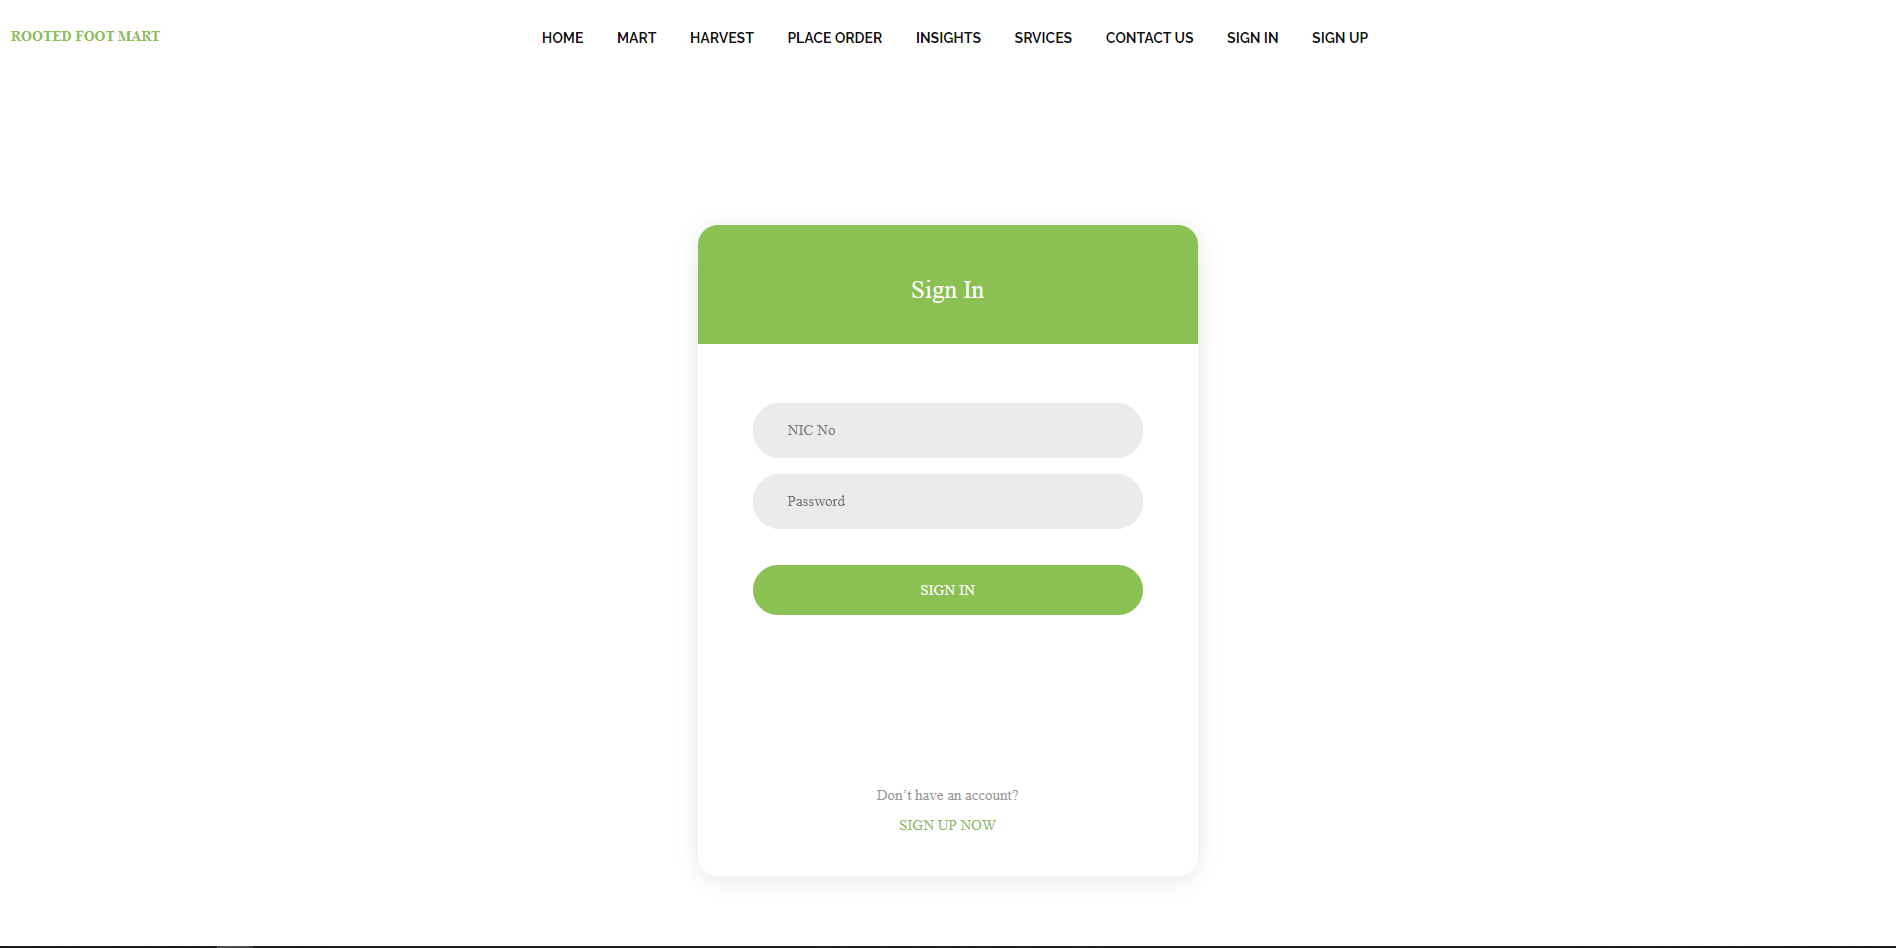 ROOTED FOOT MART
HOME MART HARVEST PLACE ORDER INSIGHTS SRVICES CONTACT US SIGN IN SIGN UP
Sign In
NIC No
Password
SIGN IN
Don’t have an account?
SIGN UP NOW